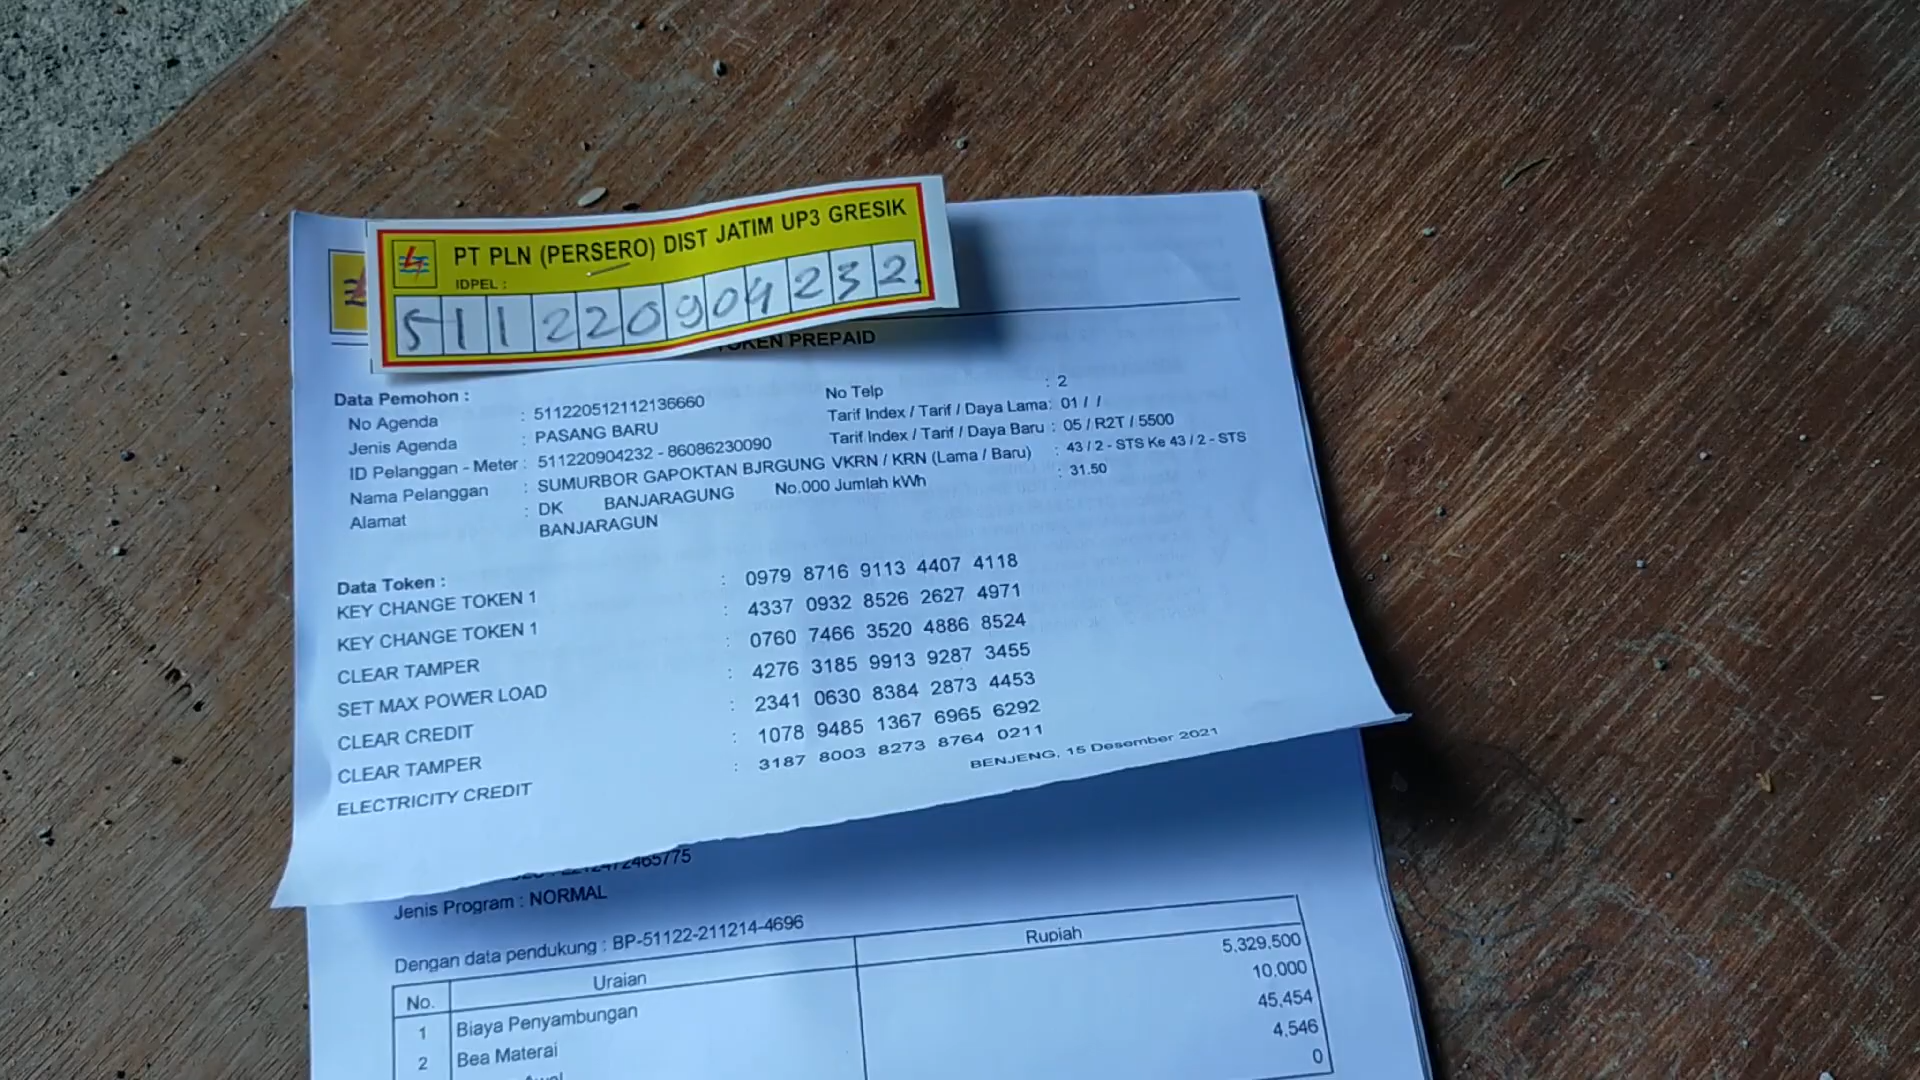 PT PLN (PERSERO) DIST JATIM UP3 GRESIK
IDPEL :
511220904232.
TOKEN PREPAID
Data Pemohon :
No Agenda : 511220512112136660
Jenis Agenda : PASANG BARU
ID Pelanggan - Meter : 511220904232 - 86086230090
Nama Pelanggan : SUMURBOR GAPOKTAN BJRGUNG
Alamat : DK BANJARAGUNG No.000
BANJARAGUN
No Telp : 2
Tarif Index / Tarif / Daya Lama: 01 / /
Tarif Index / Tarif / Daya Baru : 05 / R2T / 5500
VKRN / KRN (Lama / Baru) : 43 / 2 - STS Ke 43 / 2 - STS
Jumlah kWh : 31.50
Data Token :
KEY CHANGE TOKEN 1 : 0979 8716 9113 4407 4118
KEY CHANGE TOKEN 1 : 4337 0932 8526 2627 4971
CLEAR TAMPER : 0760 7466 3520 4886 8524
SET MAX POWER LOAD : 4276 3185 9913 9287 3455
CLEAR CREDIT : 2341 0630 8384 2873 4453
CLEAR TAMPER : 1078 9485 1367 6965 6292
ELECTRICITY CREDIT : 3187 8003 8273 8764 0211
BENJENG, 15 Desember 2021
Jenis Program : NORMAL
Dengan data pendukung : BP-51122-211214-4696
No. Uraian Rupiah
1 Biaya Penyambungan 5,329,500
2 Bea Materai 10,000
45,454
4,546
0